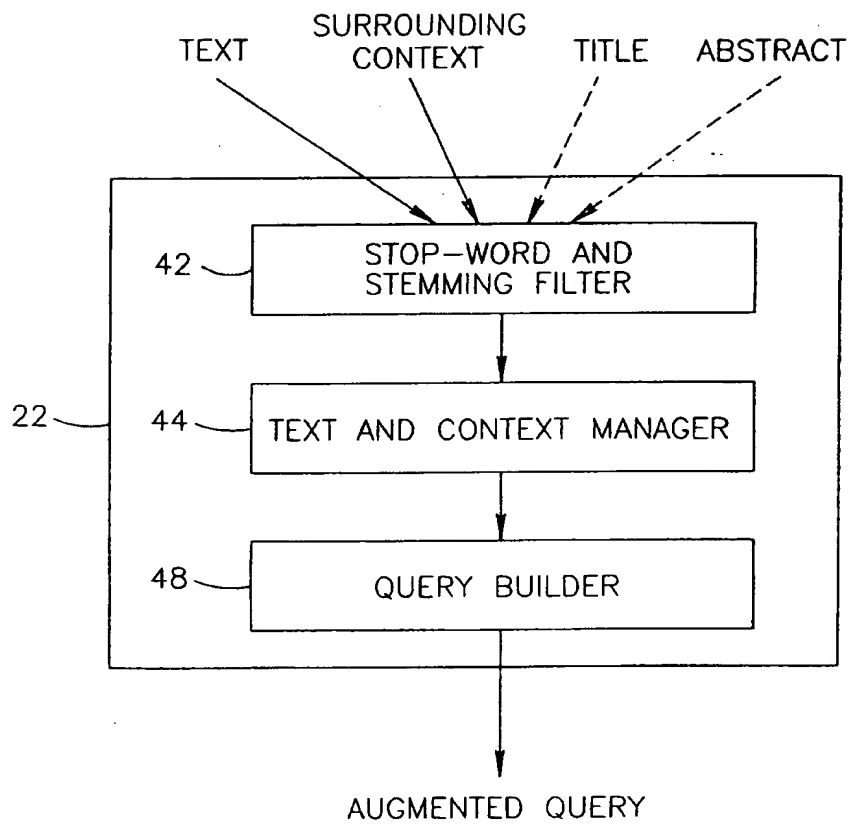 TEXT
SURROUNDING
CONTEXT
TITLE
ABSTRACT
42
STOP-WORD AND
STEMMING FILTER
22
44
TEXT AND CONTEXT MANAGER
48
QUERY BUILDER
AUGMENTED QUERY